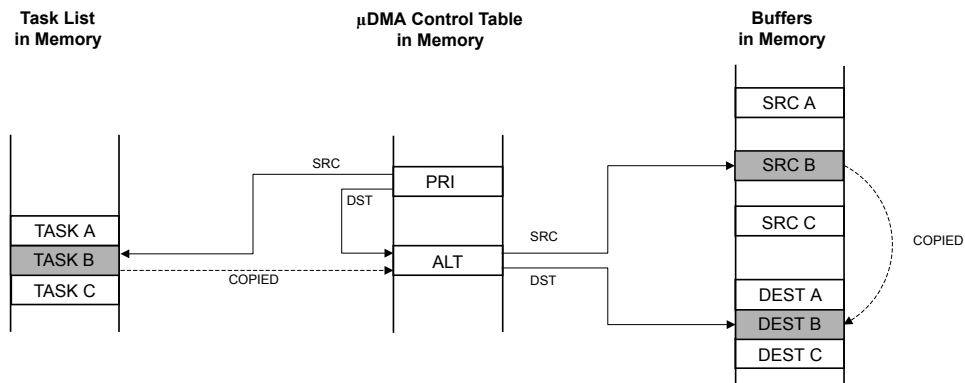 Task List
in Memory
µDMA Control Table
in Memory
Buffers
in Memory
SRC A
SRC
SRC B
PRI
DST
SRC C
TASK A
SRC
COPIED
TASK B
ALT
COPIED
DST
TASK C
DEST A
DEST B
DEST C